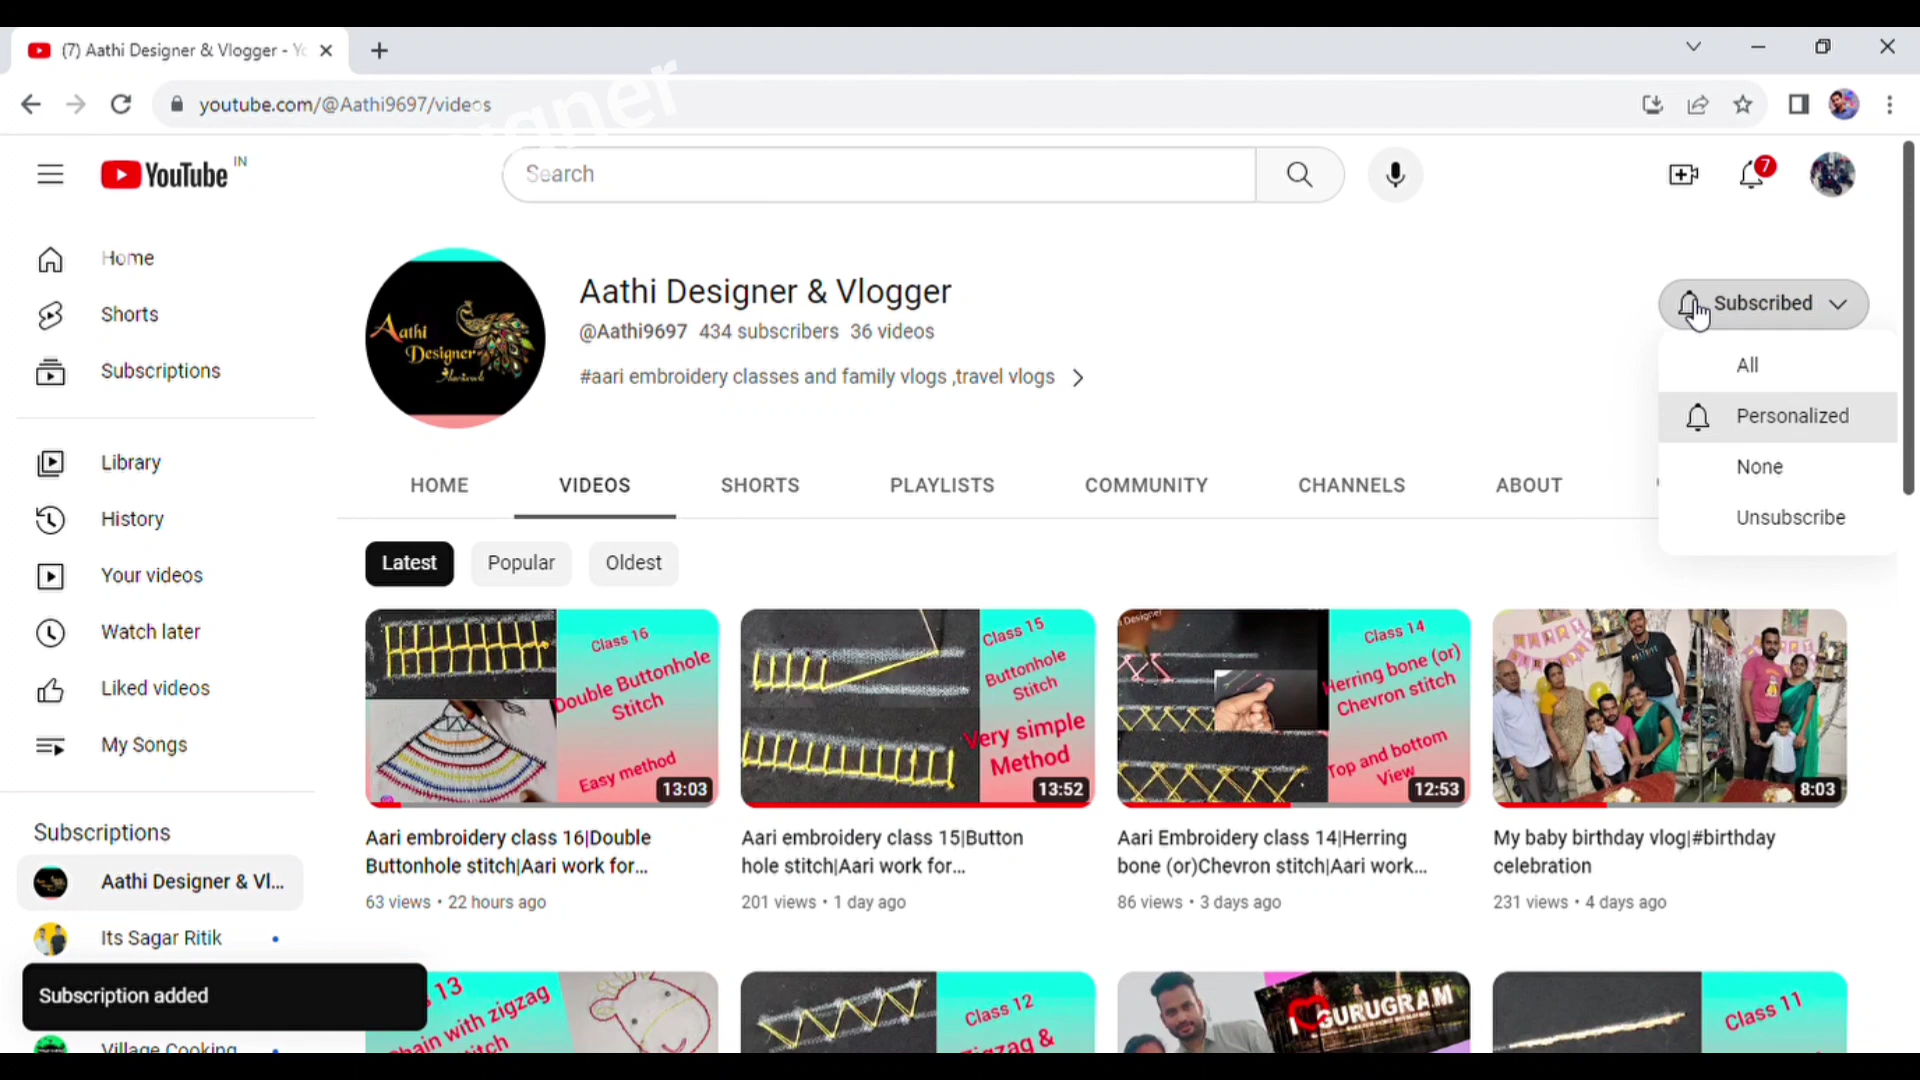 (7) Aathi Designer & Vlogger - Yo
youtube.com/@Aathi9697/videos
YouTube IN
Search
7
Home
Shorts
Subscriptions
Library
History
Your videos
Watch later
Liked videos
My Songs
Subscriptions
Aathi Designer & Vl...
Its Sagar Ritik
Village Cooking
Subscription added
Aathi
Designer
Aathi Designer & Vlogger
@Aathi9697 434 subscribers 36 videos
#aari embroidery classes and family vlogs ,travel vlogs
Subscribed
All
Personalized
None
Unsubscribe
HOME VIDEOS SHORTS PLAYLISTS COMMUNITY CHANNELS ABOUT
Latest Popular Oldest
Class 16
Double Buttonhole
Stitch
Easy method
13:03
Class 15
Buttonhole
Stitch
Very simple
Method
13:52
Designer
Class 14
Herring bone (or)
Chevron stitch
Top and bottom
View
12:53
8:03
Aari embroidery class 16|Double
Buttonhole stitch|Aari work for...
63 views • 22 hours ago
Aari embroidery class 15|Button
hole stitch|Aari work for...
201 views • 1 day ago
Aari Embroidery class 14|Herring
bone (or)Chevron stitch|Aari work...
86 views • 3 days ago
My baby birthday vlog|#birthday
celebration
231 views • 4 days ago
13
hain with zigzag
titch
Class 12
Zigzag &
GURUGRAM
Class 11